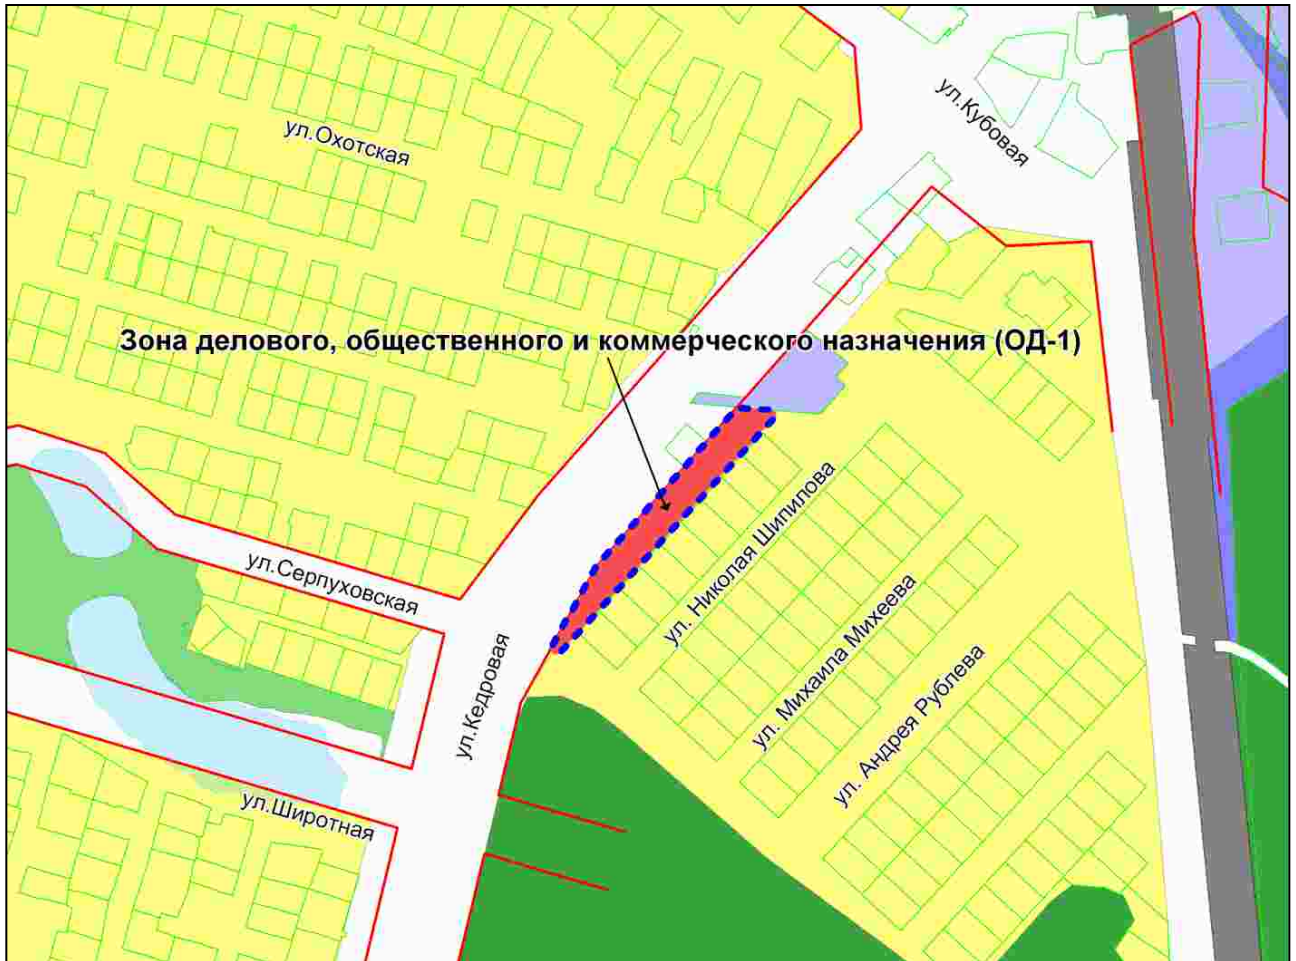 ул.Кубовая
ул.Охотская
Зона делового, общественного и коммерческого назначения (ОД-1)
ул. Николая Шипилова
ул.Серпуховская
ул. Михаила Михеева
ул.Кедровая
ул. Андрея Рублева
ул.Широтная